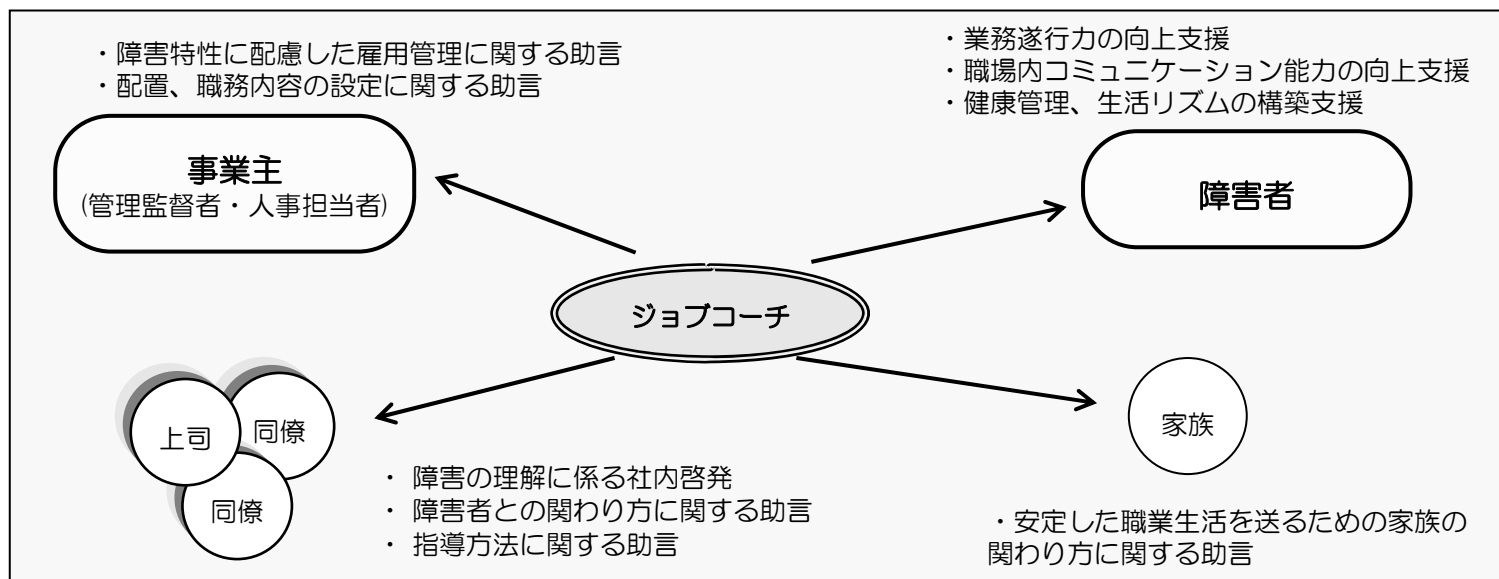 ・障害特性に配慮した雇用管理に関する助言
・配置、職務内容の設定に関する助言
事業主
(管理監督者・人事担当者)
・業務遂行力の向上支援
・職場内コミュニケーション能力の向上支援
・健康管理、生活リズムの構築支援
障害者
ジョブコーチ
上司
同僚
同僚
・ 障害の理解に係る社内啓発
・ 障害者との関わり方に関する助言
・ 指導方法に関する助言
家族
・安定した職業生活を送るための家族の
関わり方に関する助言